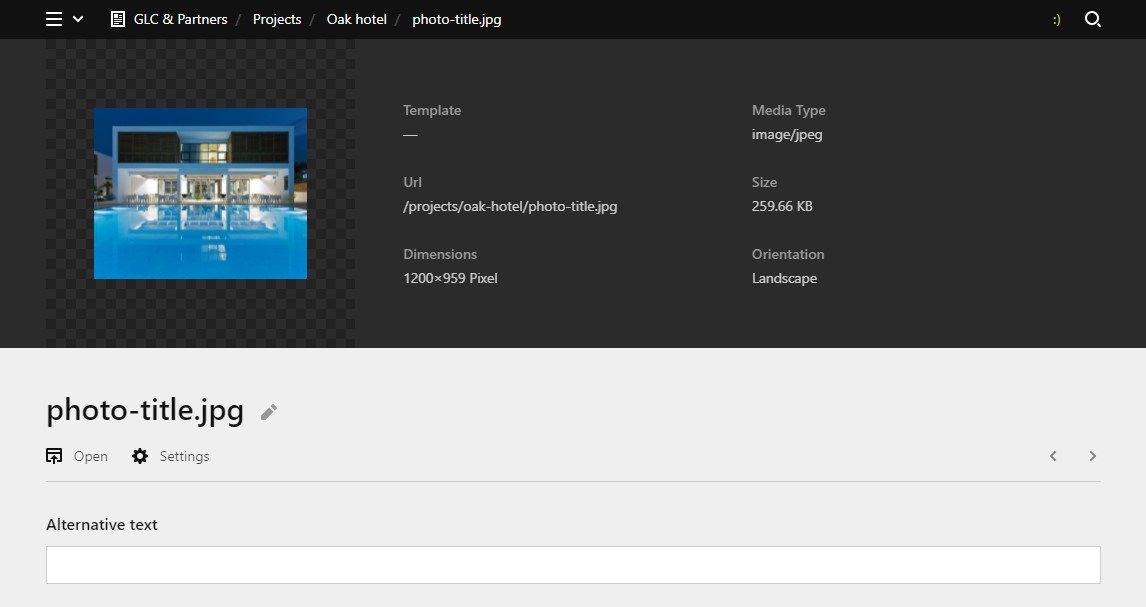 GLC & Partners / Projects / Oak hotel / photo-title.jpg :)
Template
—
Media Type
image/jpeg
Url
/projects/oak-hotel/photo-title.jpg
Size
259.66 KB
Dimensions
1200×959 Pixel
Orientation
Landscape
photo-title.jpg
Open Settings
Alternative text